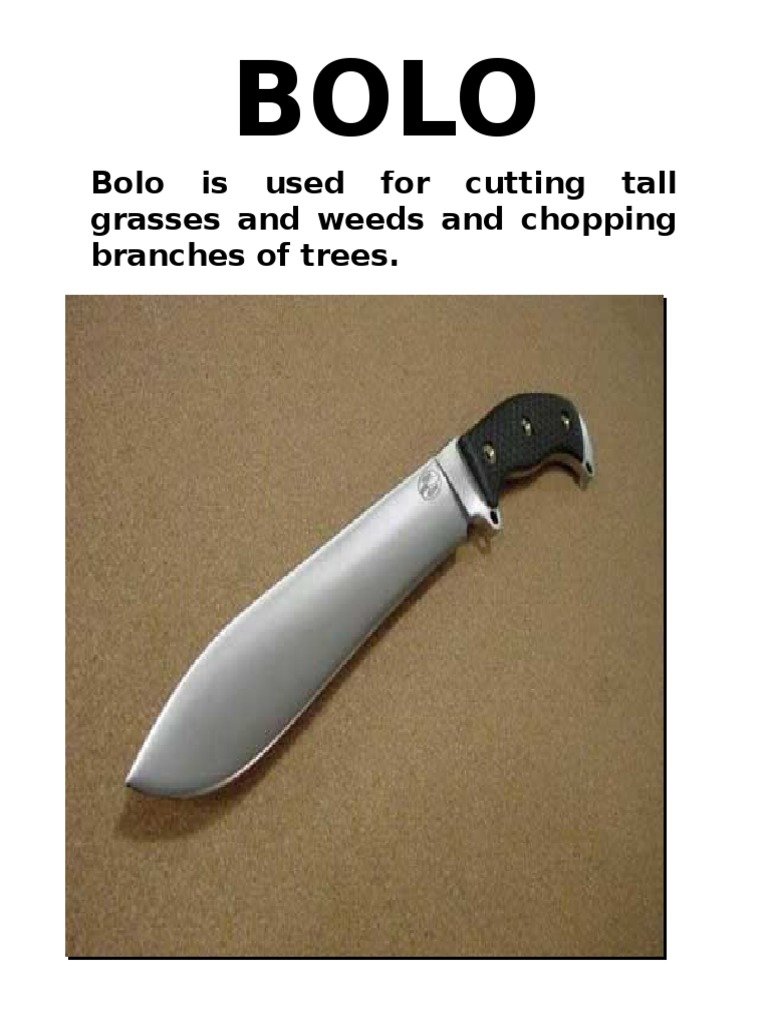 BOLO
Bolo is used for cutting tall
grasses and weeds and chopping
branches of trees.